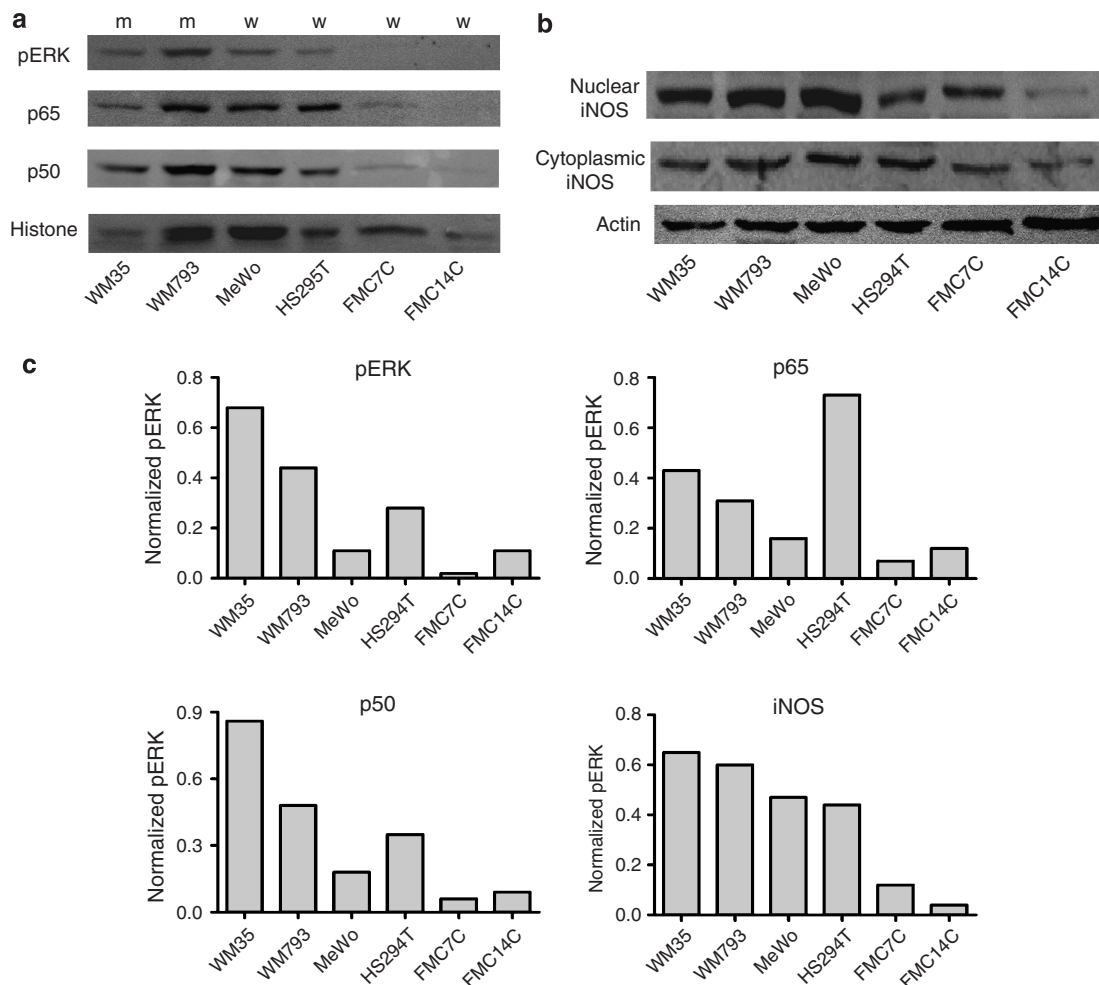 a
m m w w w w
pERK
p65
p50
Histone
WM35 WM793 MeWo HS295T FMC7C FMC14C
b
Nuclear
iNOS
Cytoplasmic
iNOS
Actin
WM35 WM793 MeWo HS294T FMC7C FMC14C
c
pERK
Normalized pERK
0.8
0.6
0.4
0.2
0.0
WM35 WM793 MeWo HS294T FMC7C FMC14C
p65
Normalized pERK
0.8
0.6
0.4
0.2
0.0
WM35 WM793 MeWo HS294T FMC7C FMC14C
p50
Normalized pERK
0.9
0.6
0.3
0.0
WM35 WM793 MeWo HS294T FMC7C FMC14C
iNOS
Normalized pERK
0.8
0.6
0.4
0.2
0.0
WM35 WM793 MeWo HS294T FMC7C FMC14C